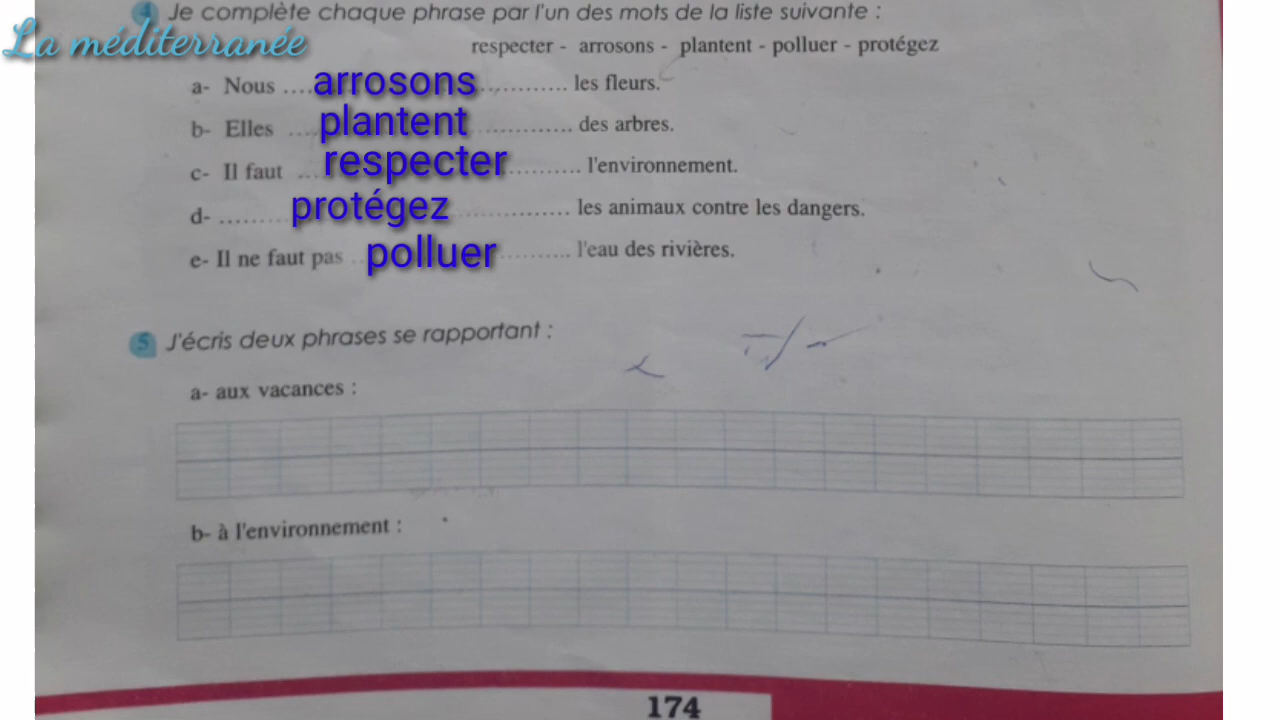 La méditerranée
4 Je complète chaque phrase par l'un des mots de la liste suivante :
respecter - arrosons - plantent - polluer - protégez
a- Nous ....arrosons............ les fleurs.
b- Elles ....plantent............. des arbres.
c- Il faut ....respecter.......... l'environnement.
d- .........protégez............... les animaux contre les dangers.
e- Il ne faut pas ..polluer.......... l'eau des rivières.
5 J'écris deux phrases se rapportant :
a- aux vacances :
b- à l'environnement :
174